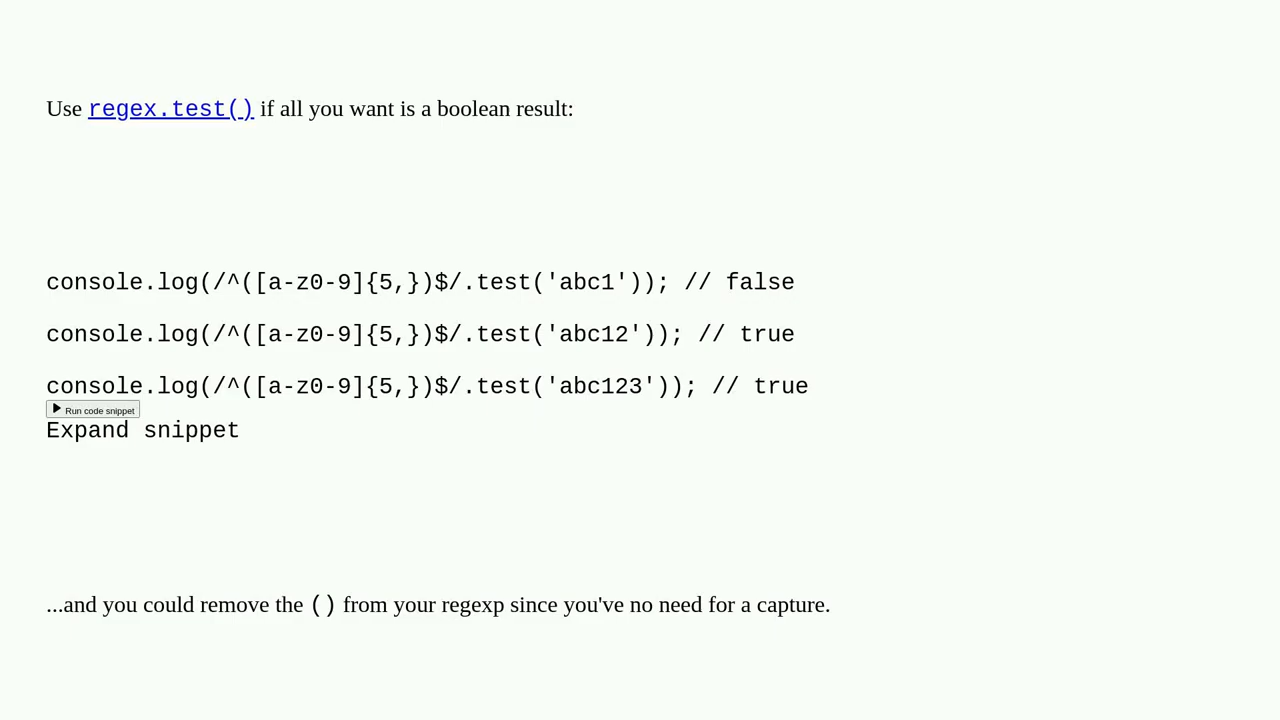 Use regex.test() if all you want is a boolean result:
console.log(/^([a-z0-9]{5,})$/.test('abc1')); // false
console.log(/^([a-z0-9]{5,})$/.test('abc12')); // true
console.log(/^([a-z0-9]{5,})$/.test('abc123')); // true
Run code snippet
Expand snippet
...and you could remove the () from your regexp since you've no need for a capture.